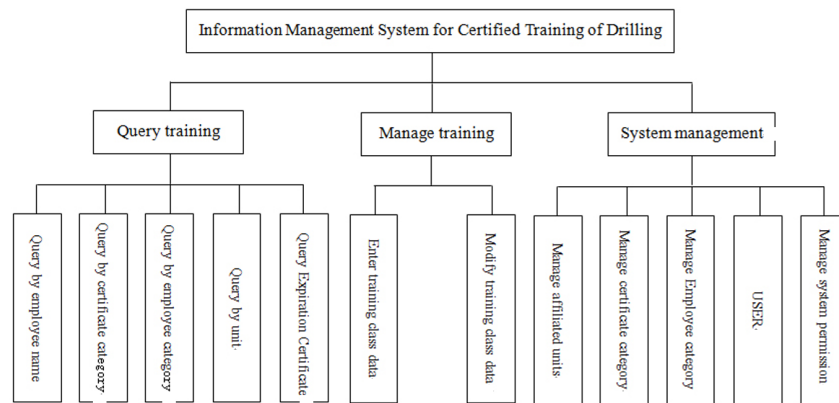 Information Management System for Certified Training of Drilling
Query training
Manage training
System management
Query by employee name
Query by certificate category.
Query by employee category
Query by unit.
Query Expiration Certificate
Enter training class data
Modify training class data
Manage affiliated units.
Manage certificate category.
Manage Employee category
USER.
Manage system permission